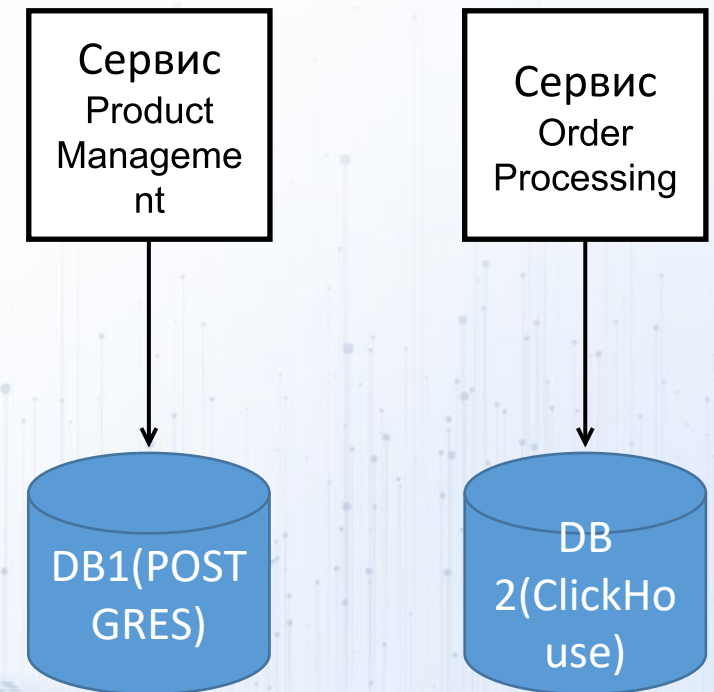 Сервис
Product
Manageme
nt
Сервис
Order
Processing
DB1(POST
GRES)
DB
2(ClickHo
use)